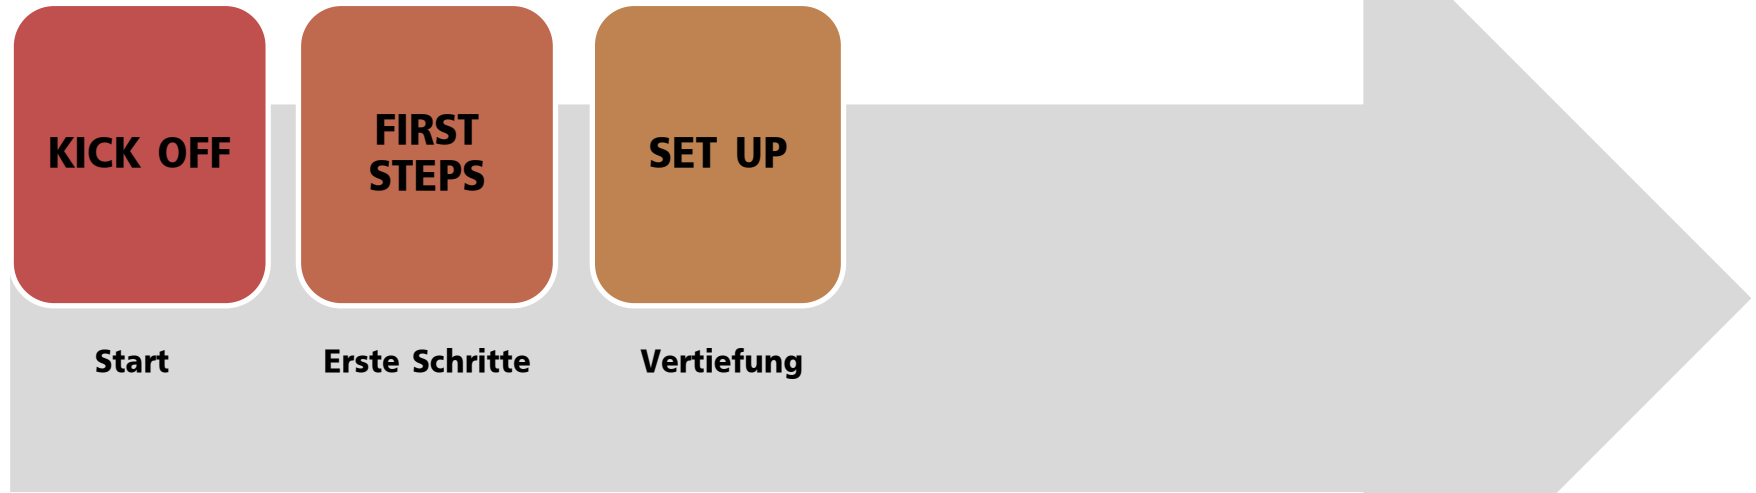 KICK OFF
FIRST
STEPS
SET UP
Start
Erste Schritte
Vertiefung